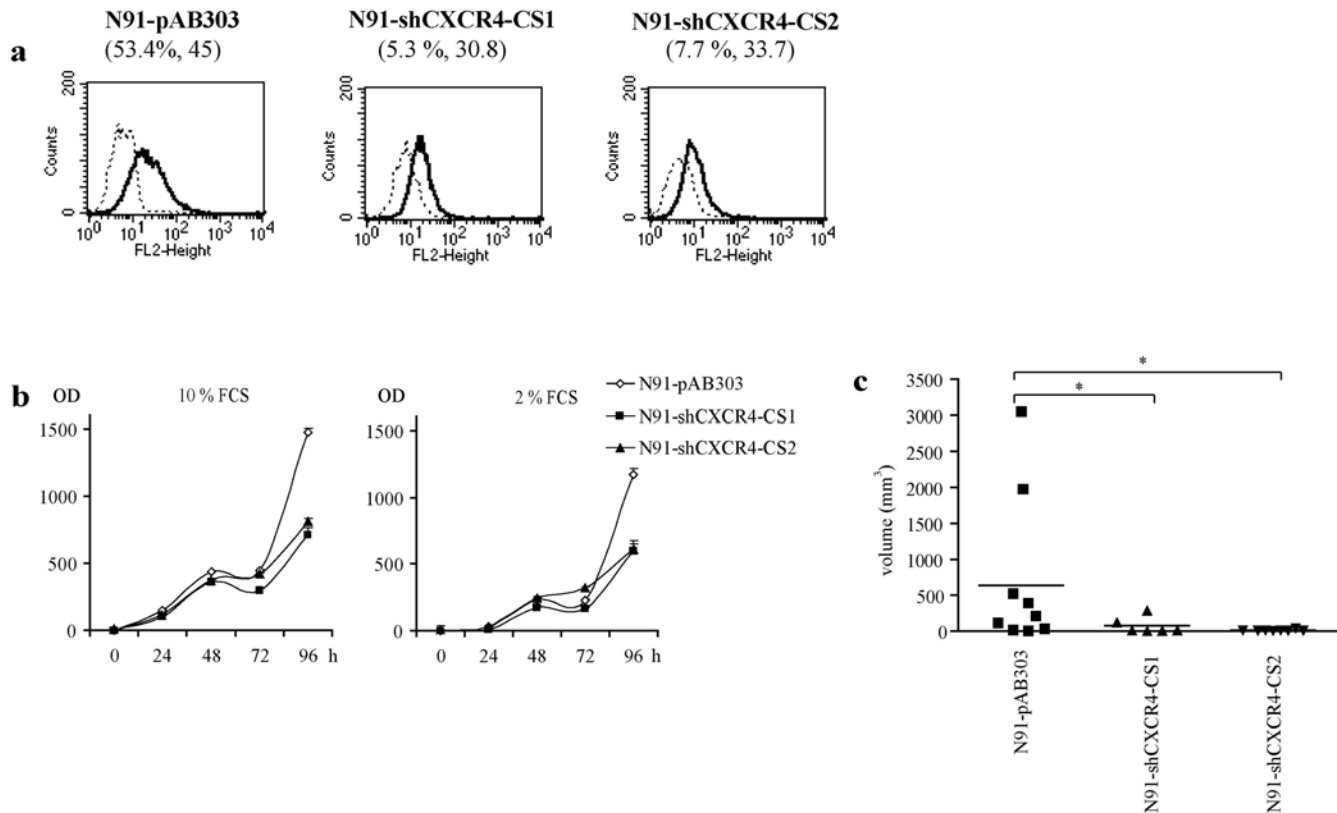 a
N91-pAB303
(53.4%, 45)
200
Counts
0
10^0 10^1 10^2 10^3 10^4
FL2-Height
N91-shCXCR4-CS1
(5.3 %, 30.8)
200
Counts
0
10^0 10^1 10^2 10^3 10^4
FL2-Height
N91-shCXCR4-CS2
(7.7 %, 33.7)
200
Counts
0
10^0 10^1 10^2 10^3 10^4
FL2-Height
b
OD
10 % FCS
1500
1000
500
0
0 24 48 72 96 h
OD
2 % FCS
1500
1000
500
0
0 24 48 72 96 h
N91-pAB303
N91-shCXCR4-CS1
N91-shCXCR4-CS2
c
*
*
volume (mm³)
3500
3000
2500
2000
1500
1000
500
0
N91-pAB303
N91-shCXCR4-CS1
N91-shCXCR4-CS2